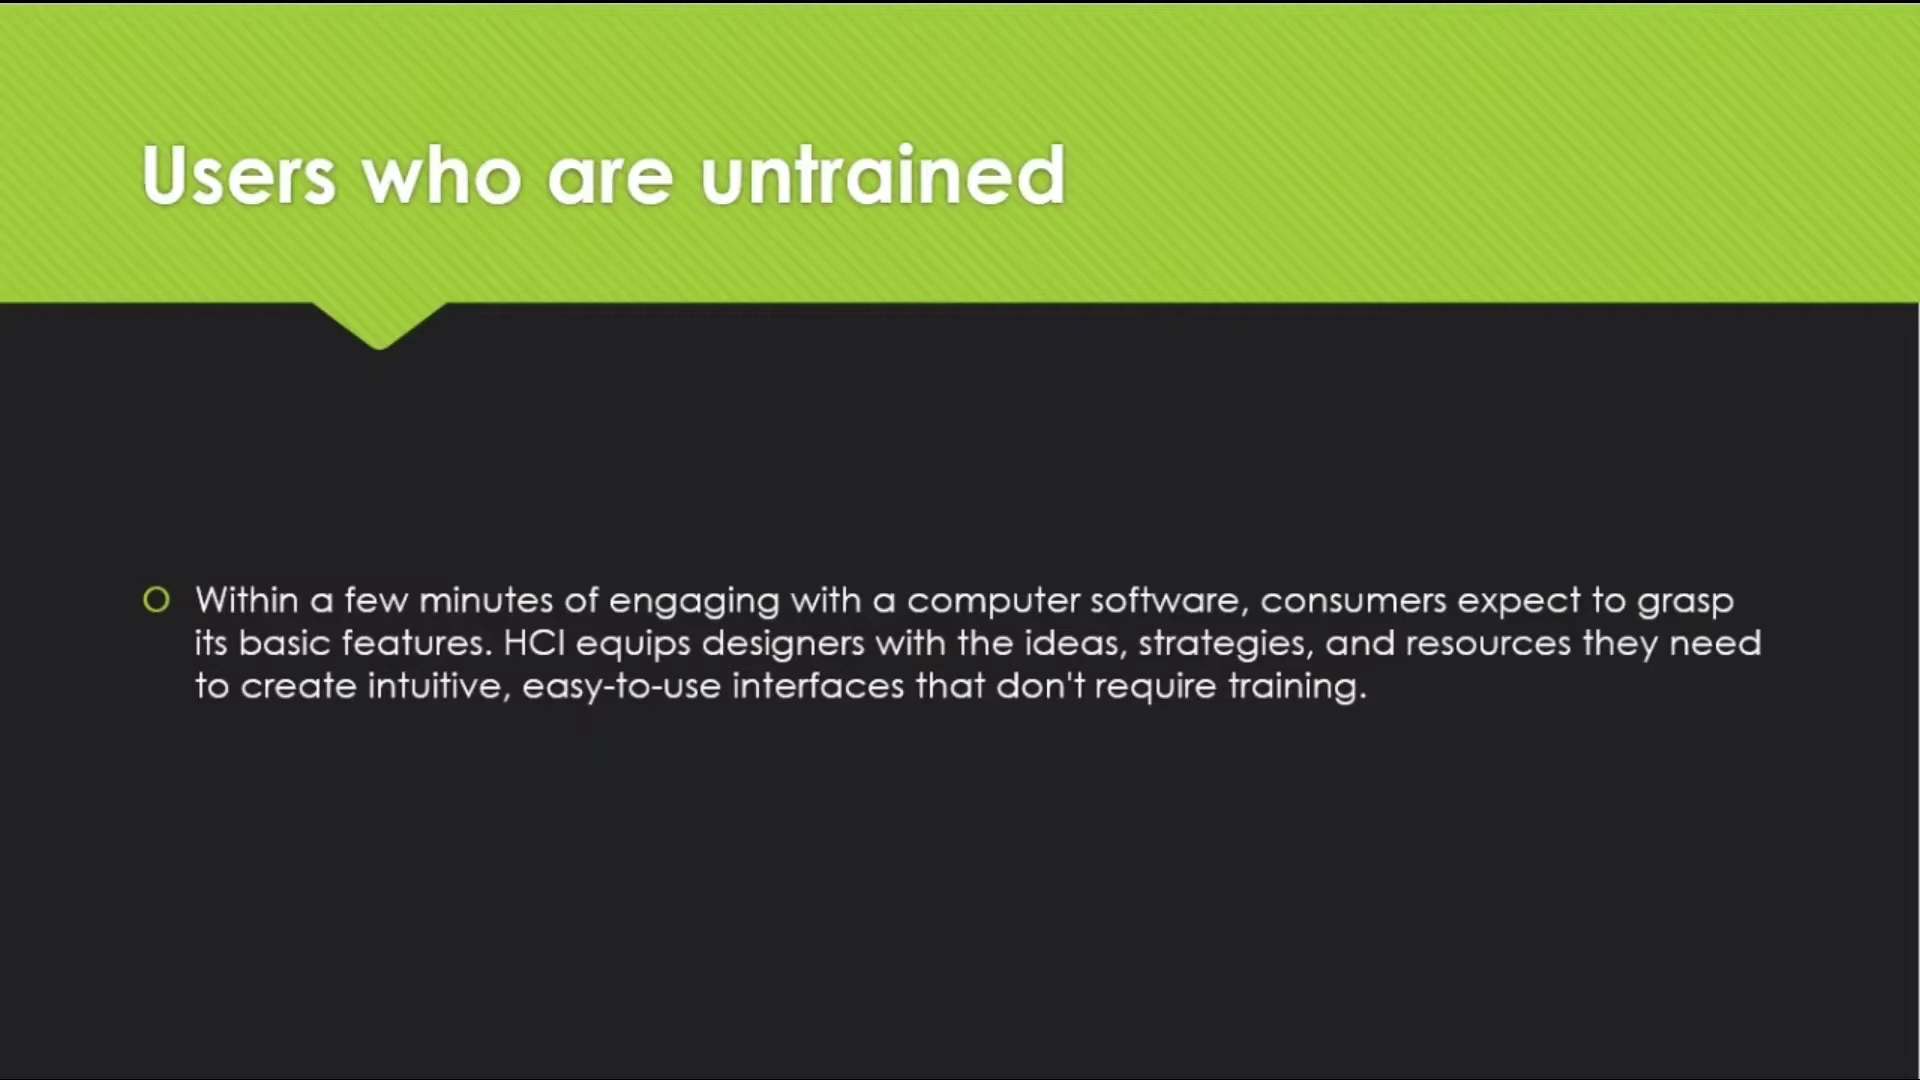 Users who are untrained
Within a few minutes of engaging with a computer software, consumers expect to grasp
its basic features. HCI equips designers with the ideas, strategies, and resources they need
to create intuitive, easy-to-use interfaces that don't require training.